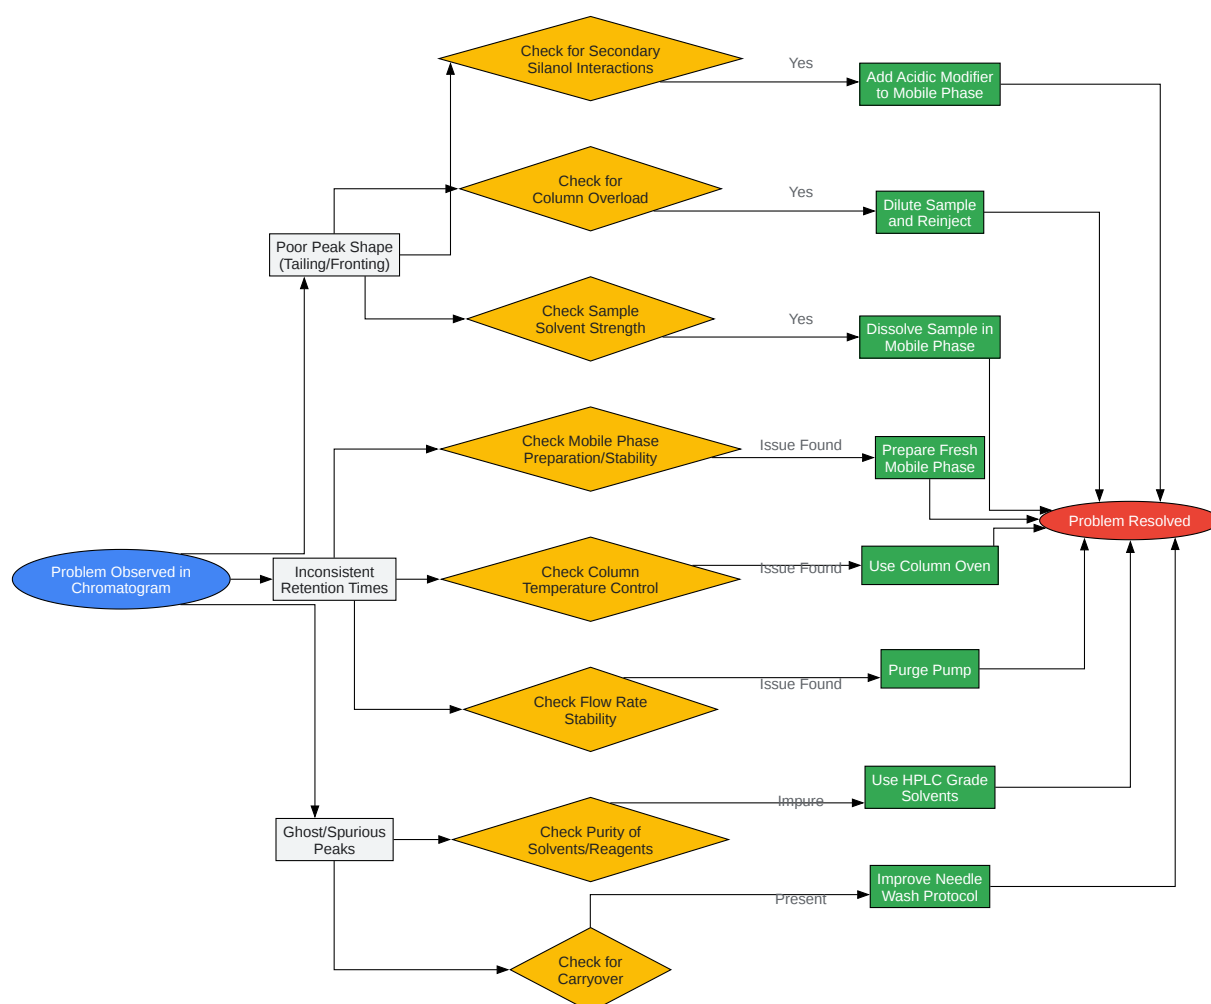 Check for Secondary
Silanol Interactions
Yes
Add Acidic Modifier
to Mobile Phase
Check for
Column Overload
Yes
Dilute Sample
and Reinject
Poor Peak Shape
(Tailing/Fronting)
Check Sample
Solvent Strength
Yes
Dissolve Sample in
Mobile Phase
Check Mobile Phase
Preparation/Stability
Issue Found
Prepare Fresh
Mobile Phase
Problem Resolved
Problem Observed in
Chromatogram
Inconsistent
Retention Times
Check Column
Temperature Control
Issue Found
Use Column Oven
Check Flow Rate
Stability
Issue Found
Purge Pump
Ghost/Spurious
Peaks
Check Purity of
Solvents/Reagents
Impure
Use HPLC Grade
Solvents
Check for
Carryover
Present
Improve Needle
Wash Protocol